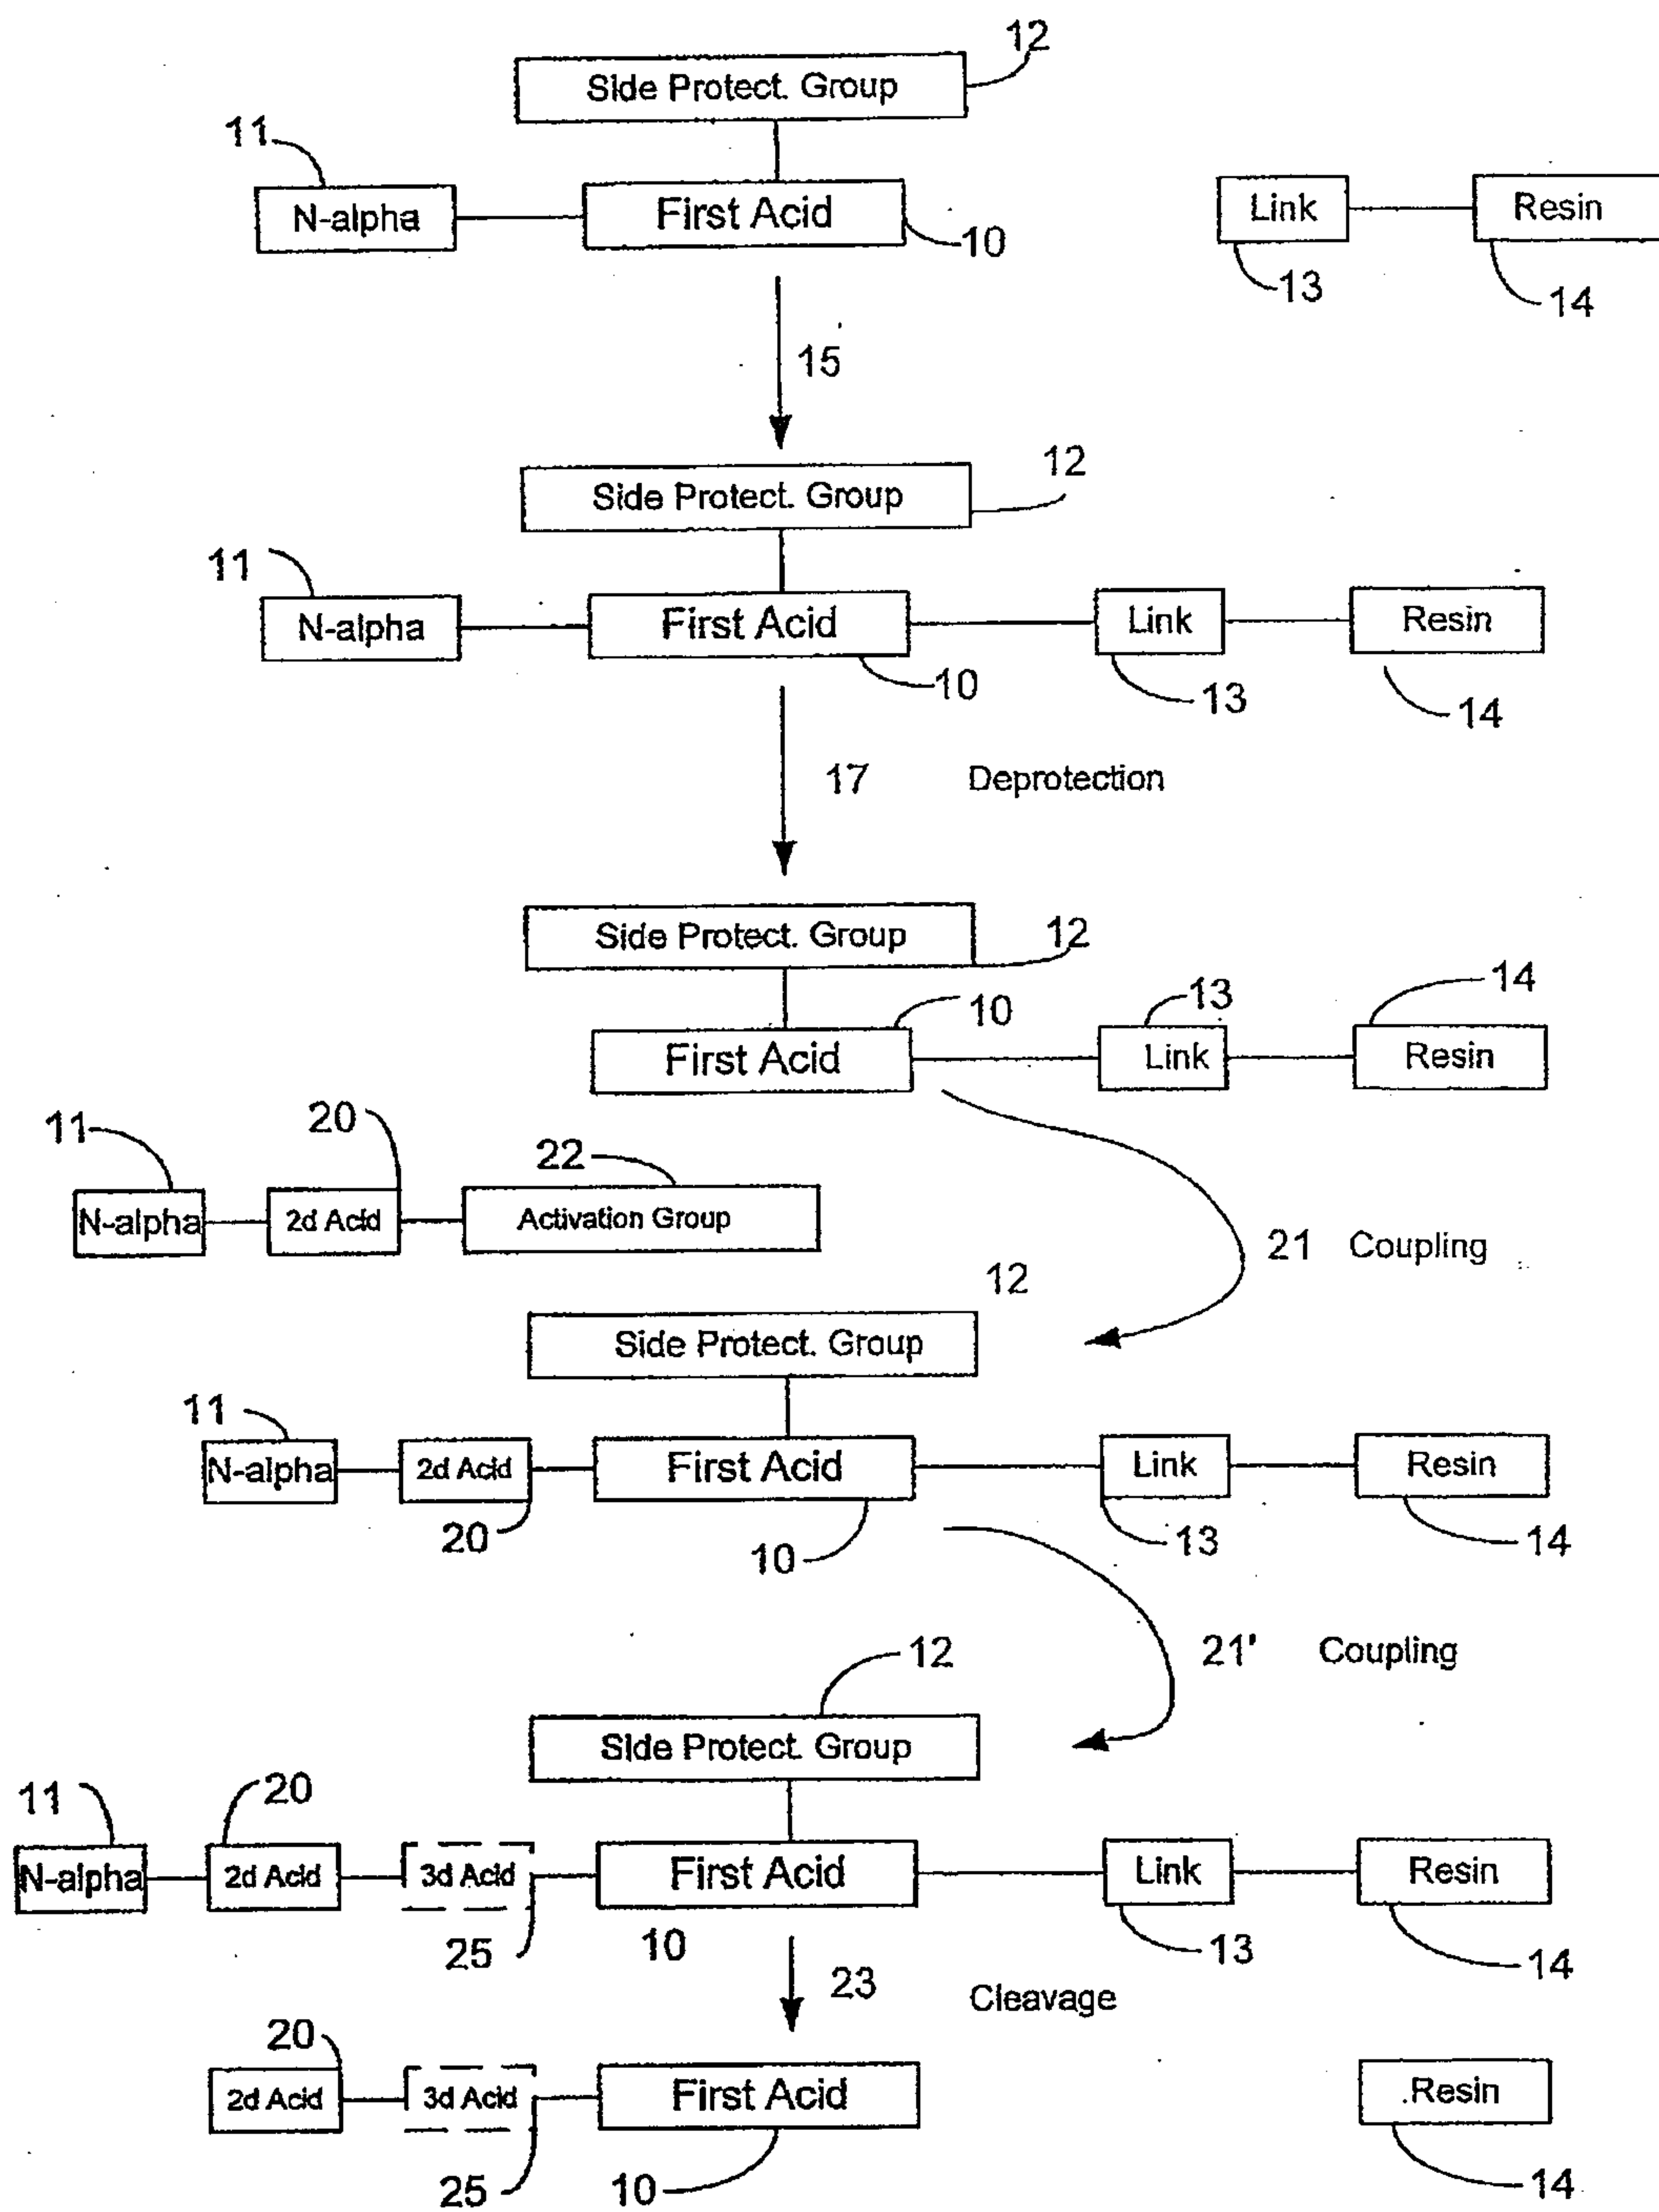 12
Side Protect. Group
11
N-alpha
First Acid
Link
Resin
10
13
14
15
12
Side Protect. Group
11
N-alpha
First Acid
Link
Resin
10
13
14
17 Deprotection
Side Protect. Group
12
10
13
14
First Acid
Link
Resin
11
20
22
N-alpha
2d Acid
Activation Group
21 Coupling
12
Side Protect. Group
11
N-alpha
2d Acid
First Acid
Link
Resin
20
10
13
14
21' Coupling
12
Side Protect. Group
11
20
N-alpha
2d Acid
3d Acid
First Acid
Link
Resin
25
10
13
14
23 Cleavage
20
2d Acid
3d Acid
First Acid
.Resin
25
10
14